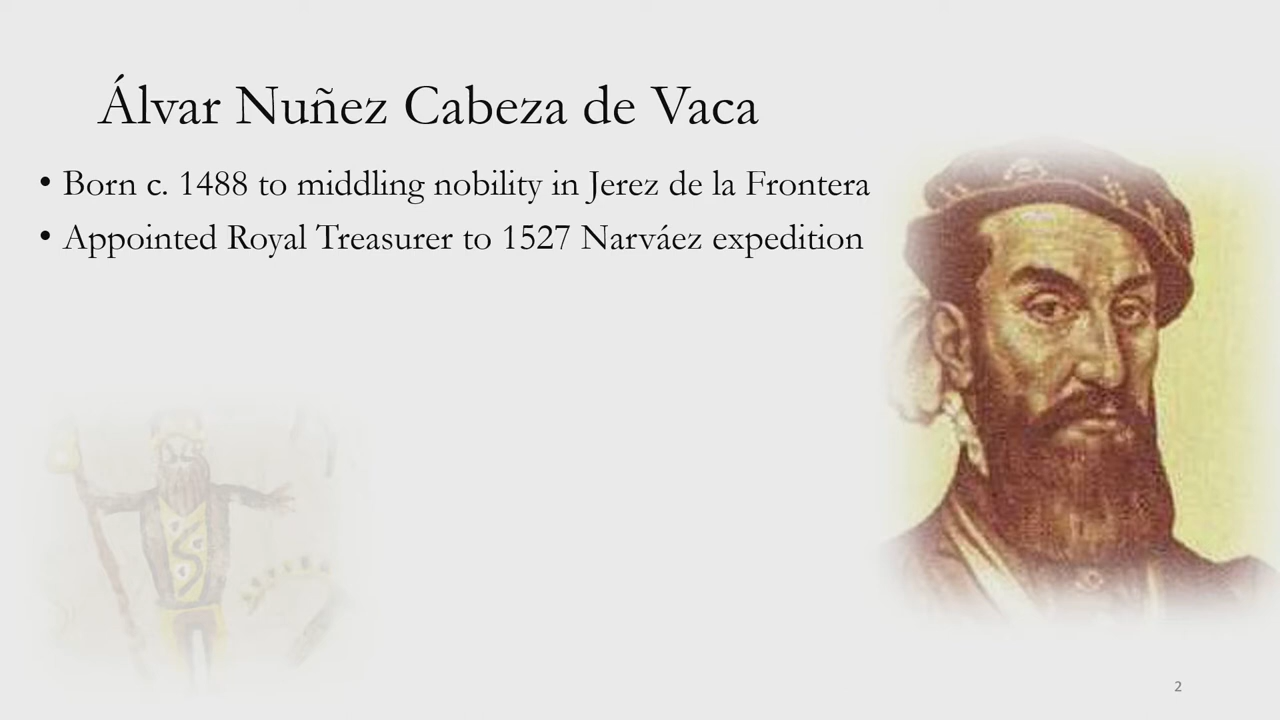 Álvar Nuñez Cabeza de Vaca
• Born c. 1488 to middling nobility in Jerez de la Frontera
• Appointed Royal Treasurer to 1527 Narváez expedition
2